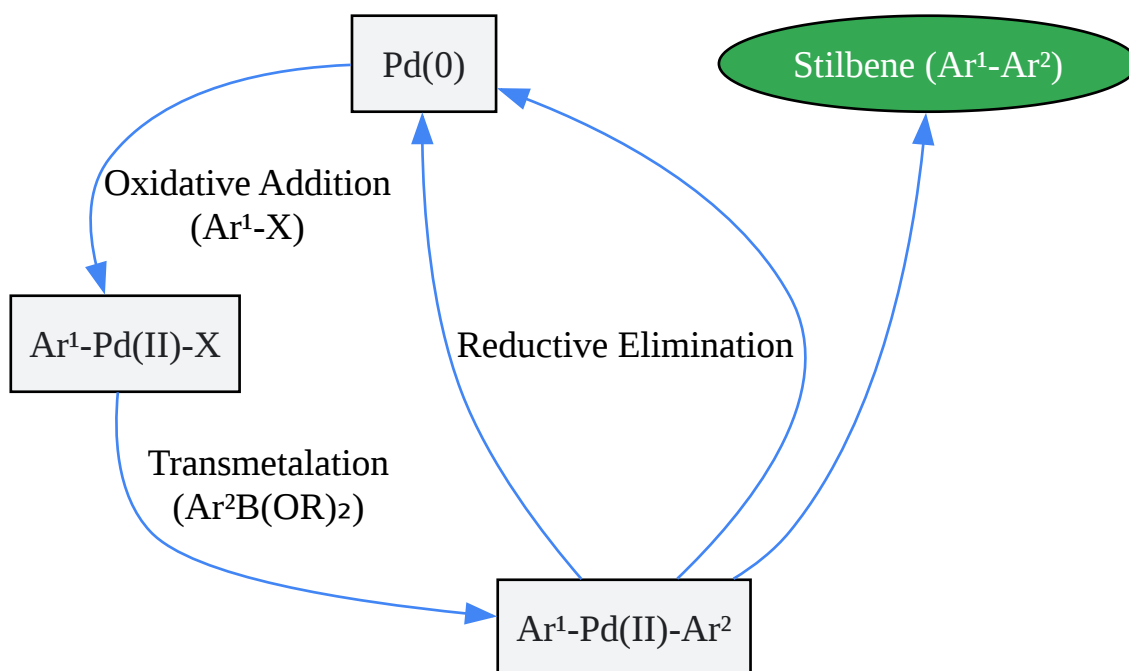 Pd(0)
Stilbene (Ar¹-Ar²)
Oxidative Addition
(Ar¹-X)
Ar¹-Pd(II)-X
Reductive Elimination
Transmetalation
(Ar²B(OR)₂)
Ar¹-Pd(II)-Ar²